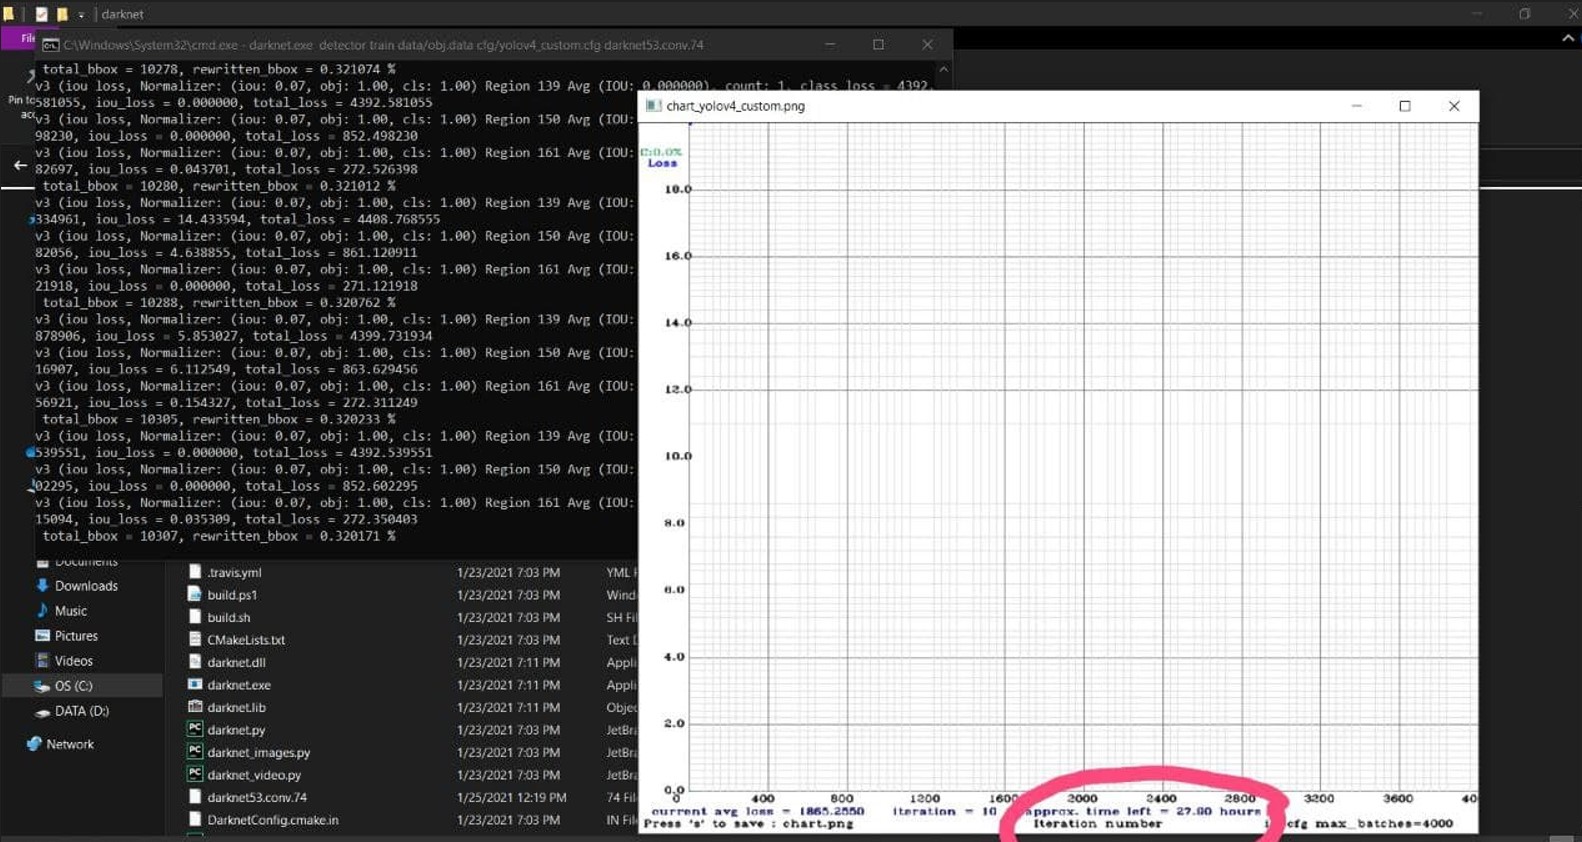 darknet
File
C:\Windows\System32\cmd.exe - darknet.exe  detector train data/obj.data cfg/yolov4_custom.cfg darknet53.conv.74
total_bbox = 10278, rewritten_bbox = 0.321074 %
v3 (iou loss, Normalizer: (iou: 0.07, obj: 1.00, cls: 1.00) Region 139 Avg (IOU: 0.000000), count: 1, class_loss = 4392.
581055, iou_loss = 0.000000, total_loss = 4392.581055
v3 (iou loss, Normalizer: (iou: 0.07, obj: 1.00, cls: 1.00) Region 150 Avg (IOU:
98230, iou_loss = 0.000000, total_loss = 852.498230
v3 (iou loss, Normalizer: (iou: 0.07, obj: 1.00, cls: 1.00) Region 161 Avg (IOU:
82697, iou_loss = 0.043701, total_loss = 272.526398
total_bbox = 10280, rewritten_bbox = 0.321012 %
v3 (iou loss, Normalizer: (iou: 0.07, obj: 1.00, cls: 1.00) Region 139 Avg (IOU:
334961, iou_loss = 14.433594, total_loss = 4408.768555
v3 (iou loss, Normalizer: (iou: 0.07, obj: 1.00, cls: 1.00) Region 150 Avg (IOU:
82056, iou_loss = 4.638855, total_loss = 861.120911
v3 (iou loss, Normalizer: (iou: 0.07, obj: 1.00, cls: 1.00) Region 161 Avg (IOU:
21918, iou_loss = 0.000000, total_loss = 271.121918
total_bbox = 10288, rewritten_bbox = 0.320762 %
v3 (iou loss, Normalizer: (iou: 0.07, obj: 1.00, cls: 1.00) Region 139 Avg (IOU:
878906, iou_loss = 5.853027, total_loss = 4399.731934
v3 (iou loss, Normalizer: (iou: 0.07, obj: 1.00, cls: 1.00) Region 150 Avg (IOU:
16907, iou_loss = 6.112549, total_loss = 863.629456
v3 (iou loss, Normalizer: (iou: 0.07, obj: 1.00, cls: 1.00) Region 161 Avg (IOU:
56921, iou_loss = 0.154327, total_loss = 272.311249
total_bbox = 10305, rewritten_bbox = 0.320233 %
v3 (iou loss, Normalizer: (iou: 0.07, obj: 1.00, cls: 1.00) Region 139 Avg (IOU:
539551, iou_loss = 0.000000, total_loss = 4392.539551
v3 (iou loss, Normalizer: (iou: 0.07, obj: 1.00, cls: 1.00) Region 150 Avg (IOU:
02295, iou_loss = 0.000000, total_loss = 852.602295
v3 (iou loss, Normalizer: (iou: 0.07, obj: 1.00, cls: 1.00) Region 161 Avg (IOU:
15094, iou_loss = 0.035309, total_loss = 272.350403
total_bbox = 10307, rewritten_bbox = 0.320171 %
Pin to
Documents
Downloads
Music
Pictures
Videos
OS (C:)
DATA (D:)
Network
.travis.yml 1/23/2021 7:03 PM YML
build.ps1 1/23/2021 7:03 PM Wind
build.sh 1/23/2021 7:03 PM SH Fil
CMakeLists.txt 1/23/2021 7:03 PM Text
darknet.dll 1/23/2021 7:11 PM Appli
darknet.exe 1/23/2021 7:11 PM Appli
darknet.lib 1/23/2021 7:11 PM Objec
darknet.py 1/23/2021 7:03 PM JetBra
darknet_images.py 1/23/2021 7:03 PM JetBra
darknet_video.py 1/23/2021 7:03 PM JetBra
darknet53.conv.74 1/25/2021 12:19 PM 74 Fil
DarknetConfig.cmake.in 1/23/2021 7:03 PM IN Fil
chart_yolov4_custom.png
C:0.0%
Loss
18.0
16.0
14.0
12.0
10.0
8.0
6.0
4.0
2.0
0.0
0 400 800 1200 1600 2000 2400 2800 3200 3600 40
current avg loss = 1865.2550 iteration = 10 approx. time left = 27.00 hours
Press 's' to save : chart.png Iteration number cfg max_batches=4000